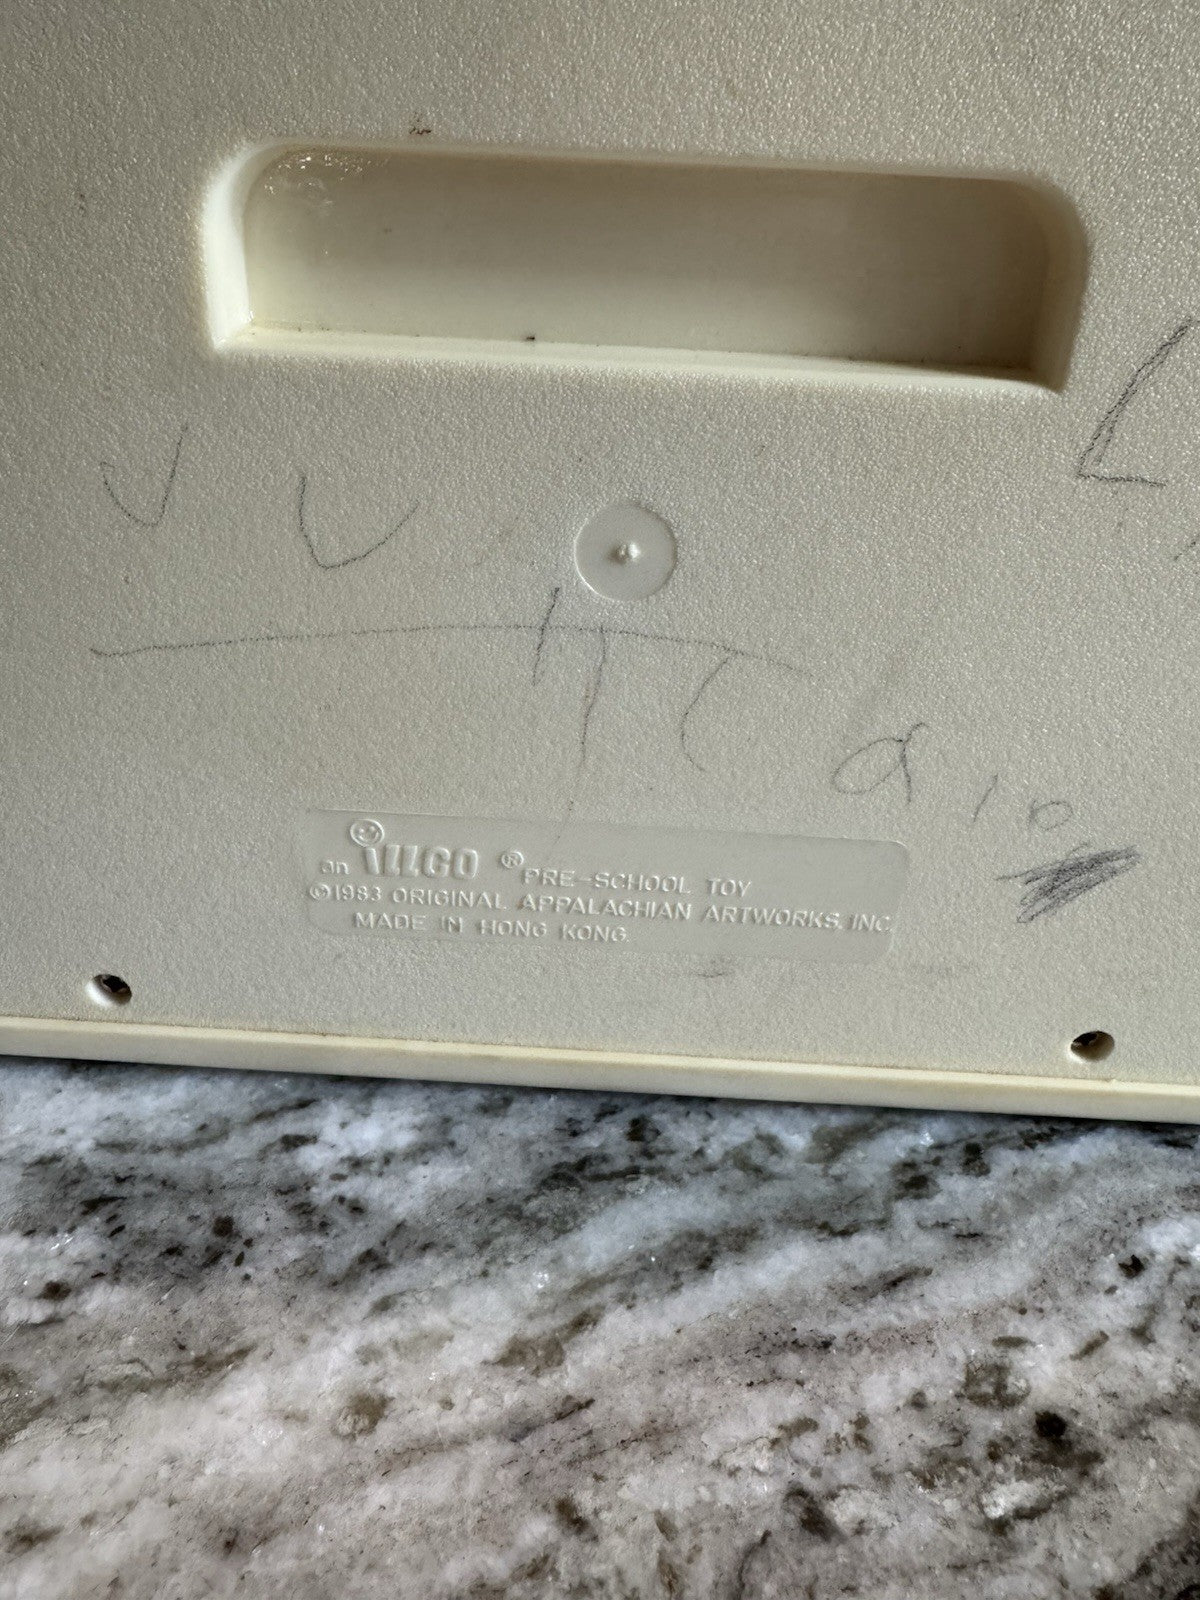 an illco ® PRE-SCHOOL TOY
©1983 ORIGINAL APPALACHIAN ARTWORKS, INC.
MADE IN HONG KONG.